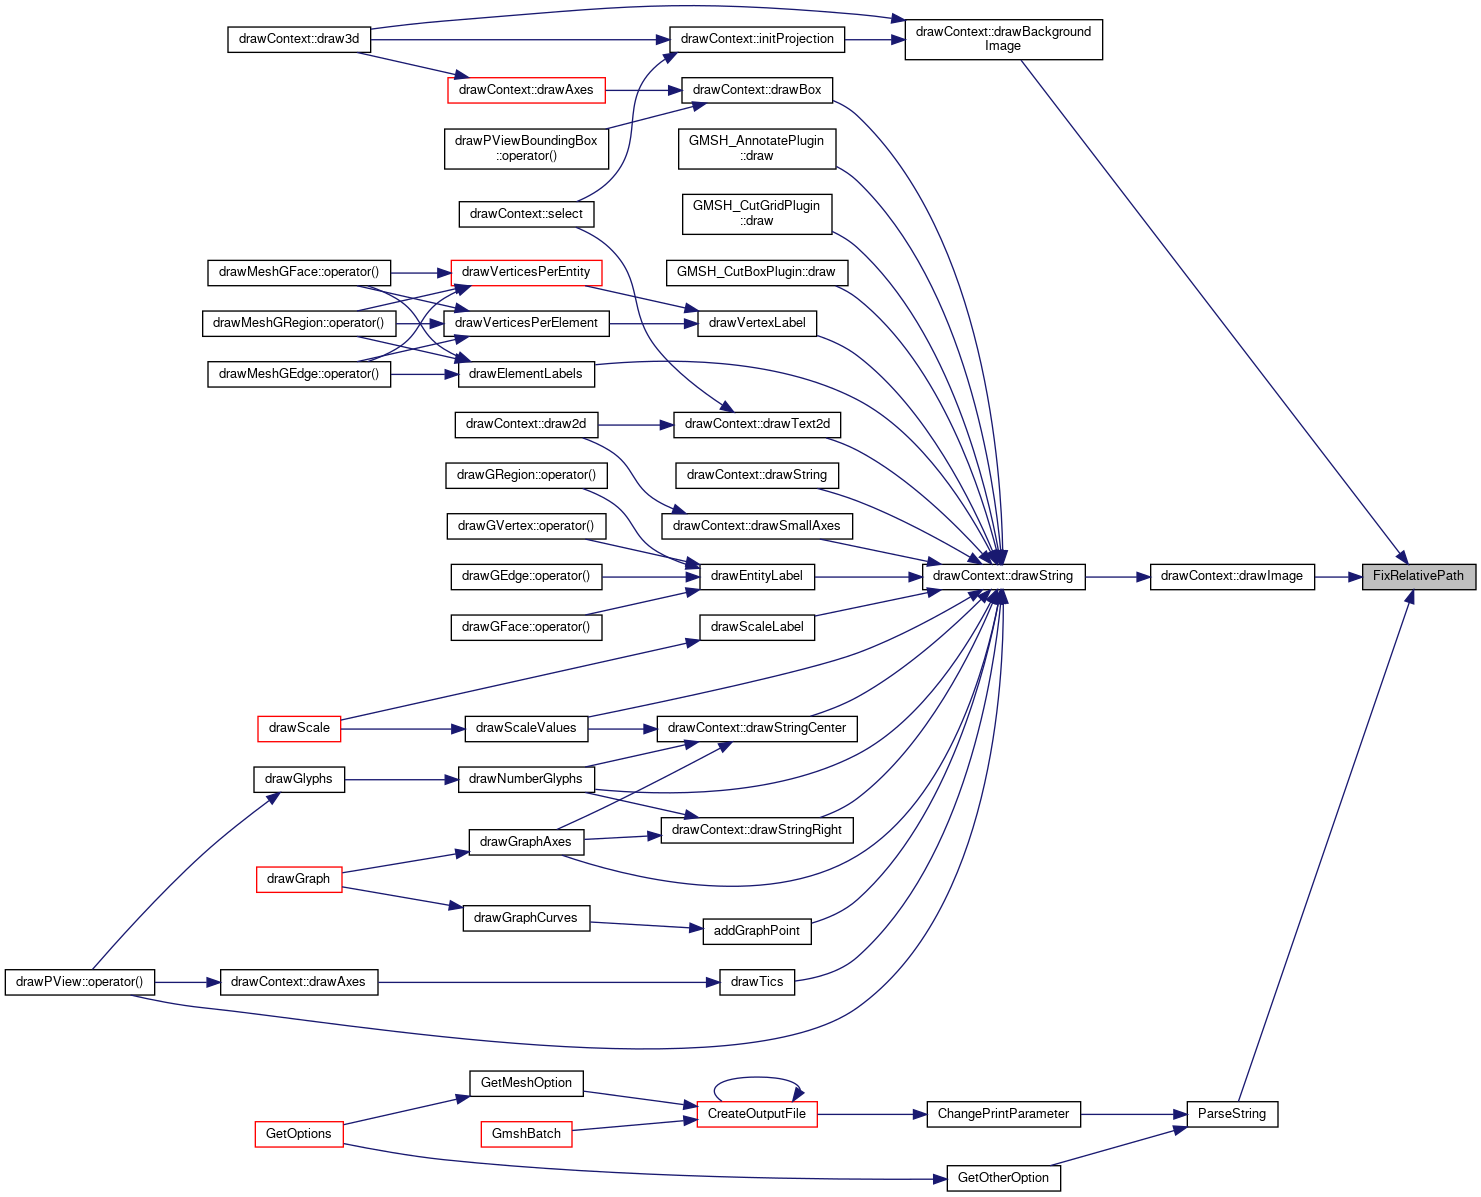 drawContext::draw3d
drawContext::initProjection
drawContext::drawBackground
Image
drawContext::drawAxes
drawContext::drawBox
drawPViewBoundingBox
::operator()
GMSH_AnnotatePlugin
::draw
drawContext::select
GMSH_CutGridPlugin
::draw
drawMeshGFace::operator()
drawVerticesPerEntity
GMSH_CutBoxPlugin::draw
drawMeshGRegion::operator()
drawVerticesPerElement
drawVertexLabel
drawMeshGEdge::operator()
drawElementLabels
drawContext::draw2d
drawContext::drawText2d
drawGRegion::operator()
drawContext::drawString
drawGVertex::operator()
drawContext::drawSmallAxes
drawGEdge::operator()
drawEntityLabel
drawContext::drawString
drawContext::drawImage
FixRelativePath
drawGFace::operator()
drawScaleLabel
drawScale
drawScaleValues
drawContext::drawStringCenter
drawGlyphs
drawNumberGlyphs
drawGraphAxes
drawContext::drawStringRight
drawGraph
drawGraphCurves
addGraphPoint
drawPView::operator()
drawContext::drawAxes
drawTics
GetMeshOption
GetOptions
GmshBatch
CreateOutputFile
ChangePrintParameter
ParseString
GetOtherOption